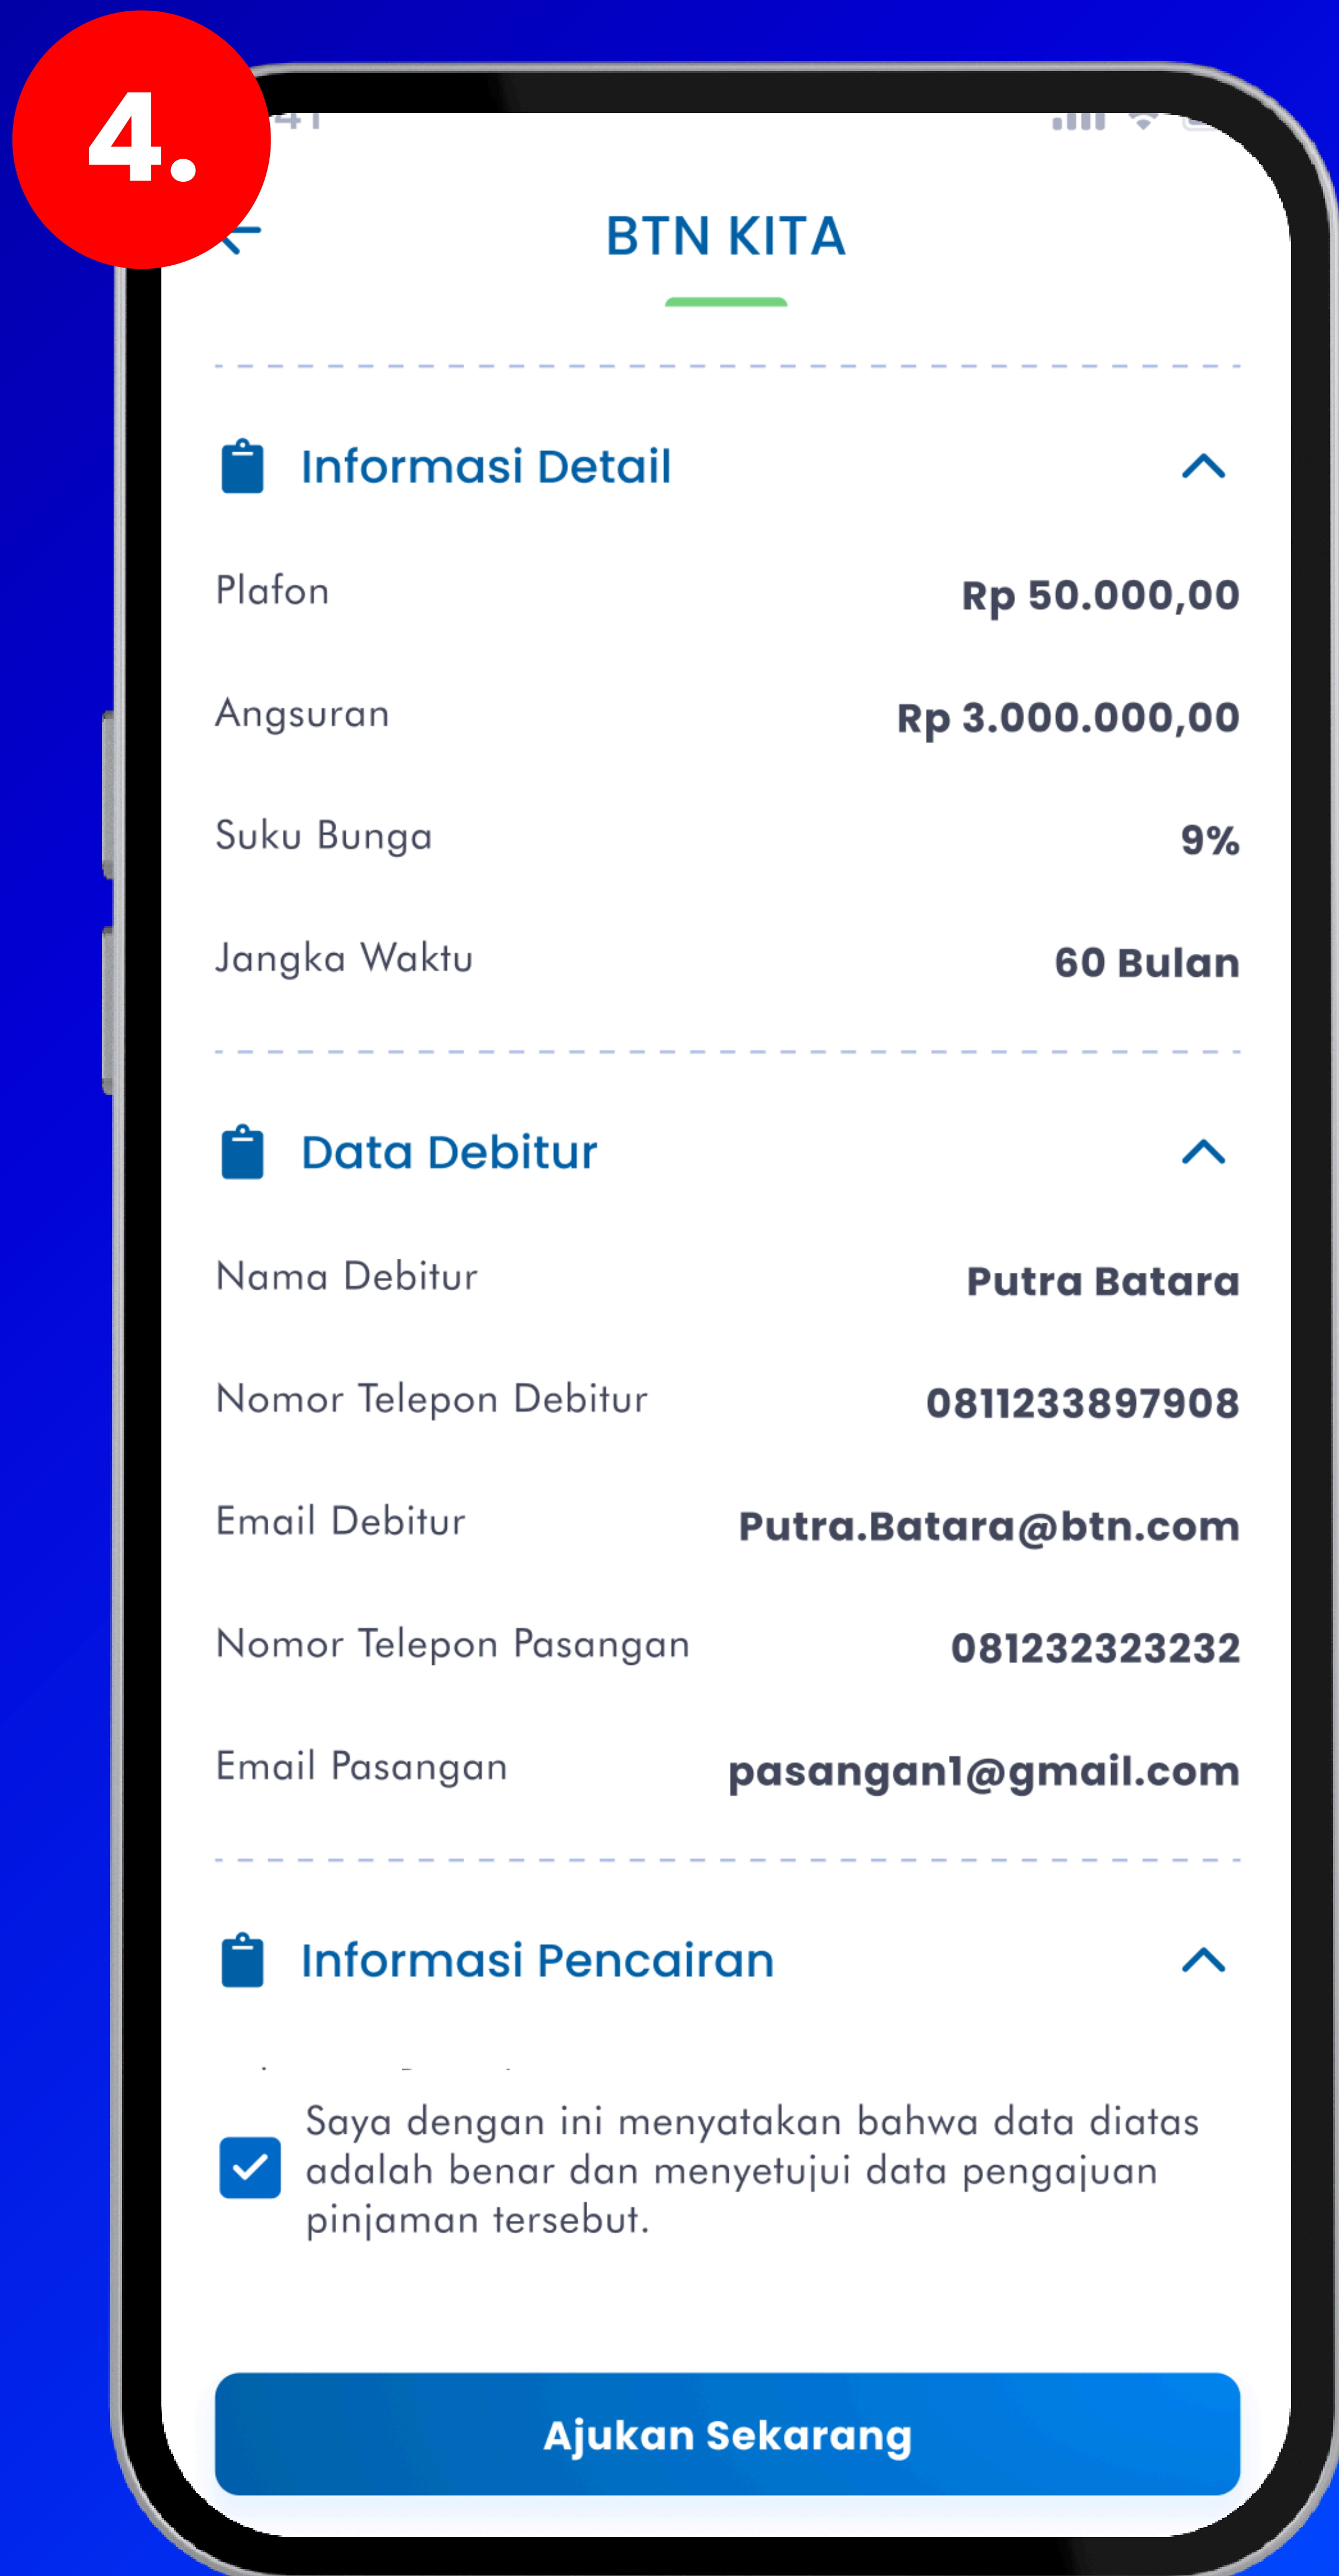 4.
BTN KITA
Informasi Detail
Plafon Rp 50.000,00
Angsuran Rp 3.000.000,00
Suku Bunga 9%
Jangka Waktu 60 Bulan
Data Debitur
Nama Debitur Putra Batara
Nomor Telepon Debitur 0811233897908
Email Debitur Putra.Batara@btn.com
Nomor Telepon Pasangan 081232323232
Email Pasangan pasangan1@gmail.com
Informasi Pencairan
Saya dengan ini menyatakan bahwa data diatas
adalah benar dan menyetujui data pengajuan
pinjaman tersebut.
Ajukan Sekarang